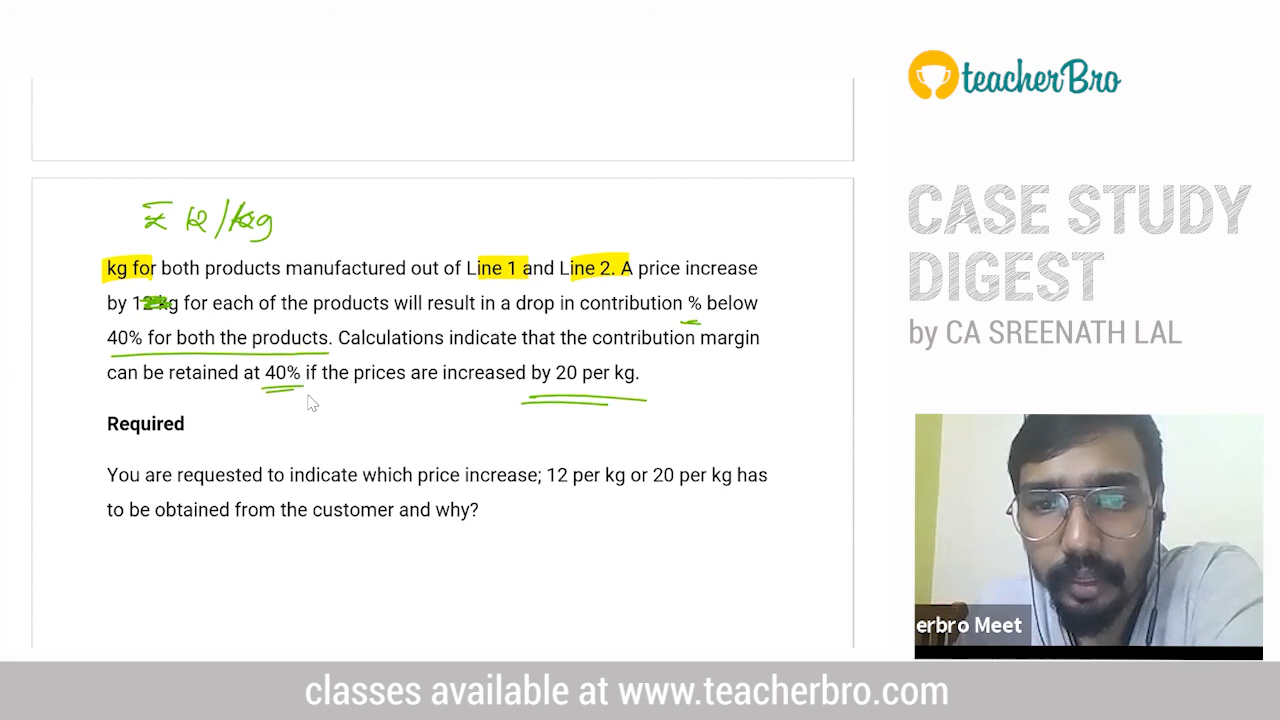 teacherBro
12/kg
kg for both products manufactured out of Line 1 and Line 2. A price increase
by 12 kg for each of the products will result in a drop in contribution % below
40% for both the products. Calculations indicate that the contribution margin
can be retained at 40% if the prices are increased by 20 per kg.
Required
You are requested to indicate which price increase; 12 per kg or 20 per kg has
to be obtained from the customer and why?
CASE STUDY
DIGEST
by CA SREENATH LAL
erbro Meet
classes available at www.teacherbro.com